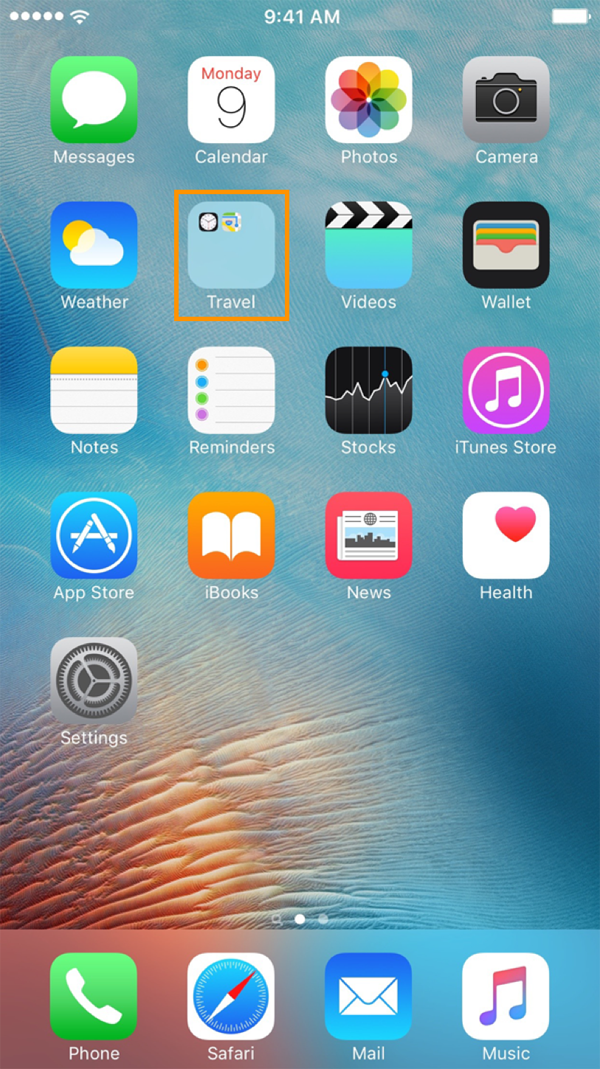 9:41 AM
Monday
9
Messages
Calendar
Photos
Camera
Weather
Travel
Videos
Wallet
Notes
Reminders
Stocks
iTunes Store
App Store
iBooks
News
Health
Settings
Phone
Safari
Mail
Music